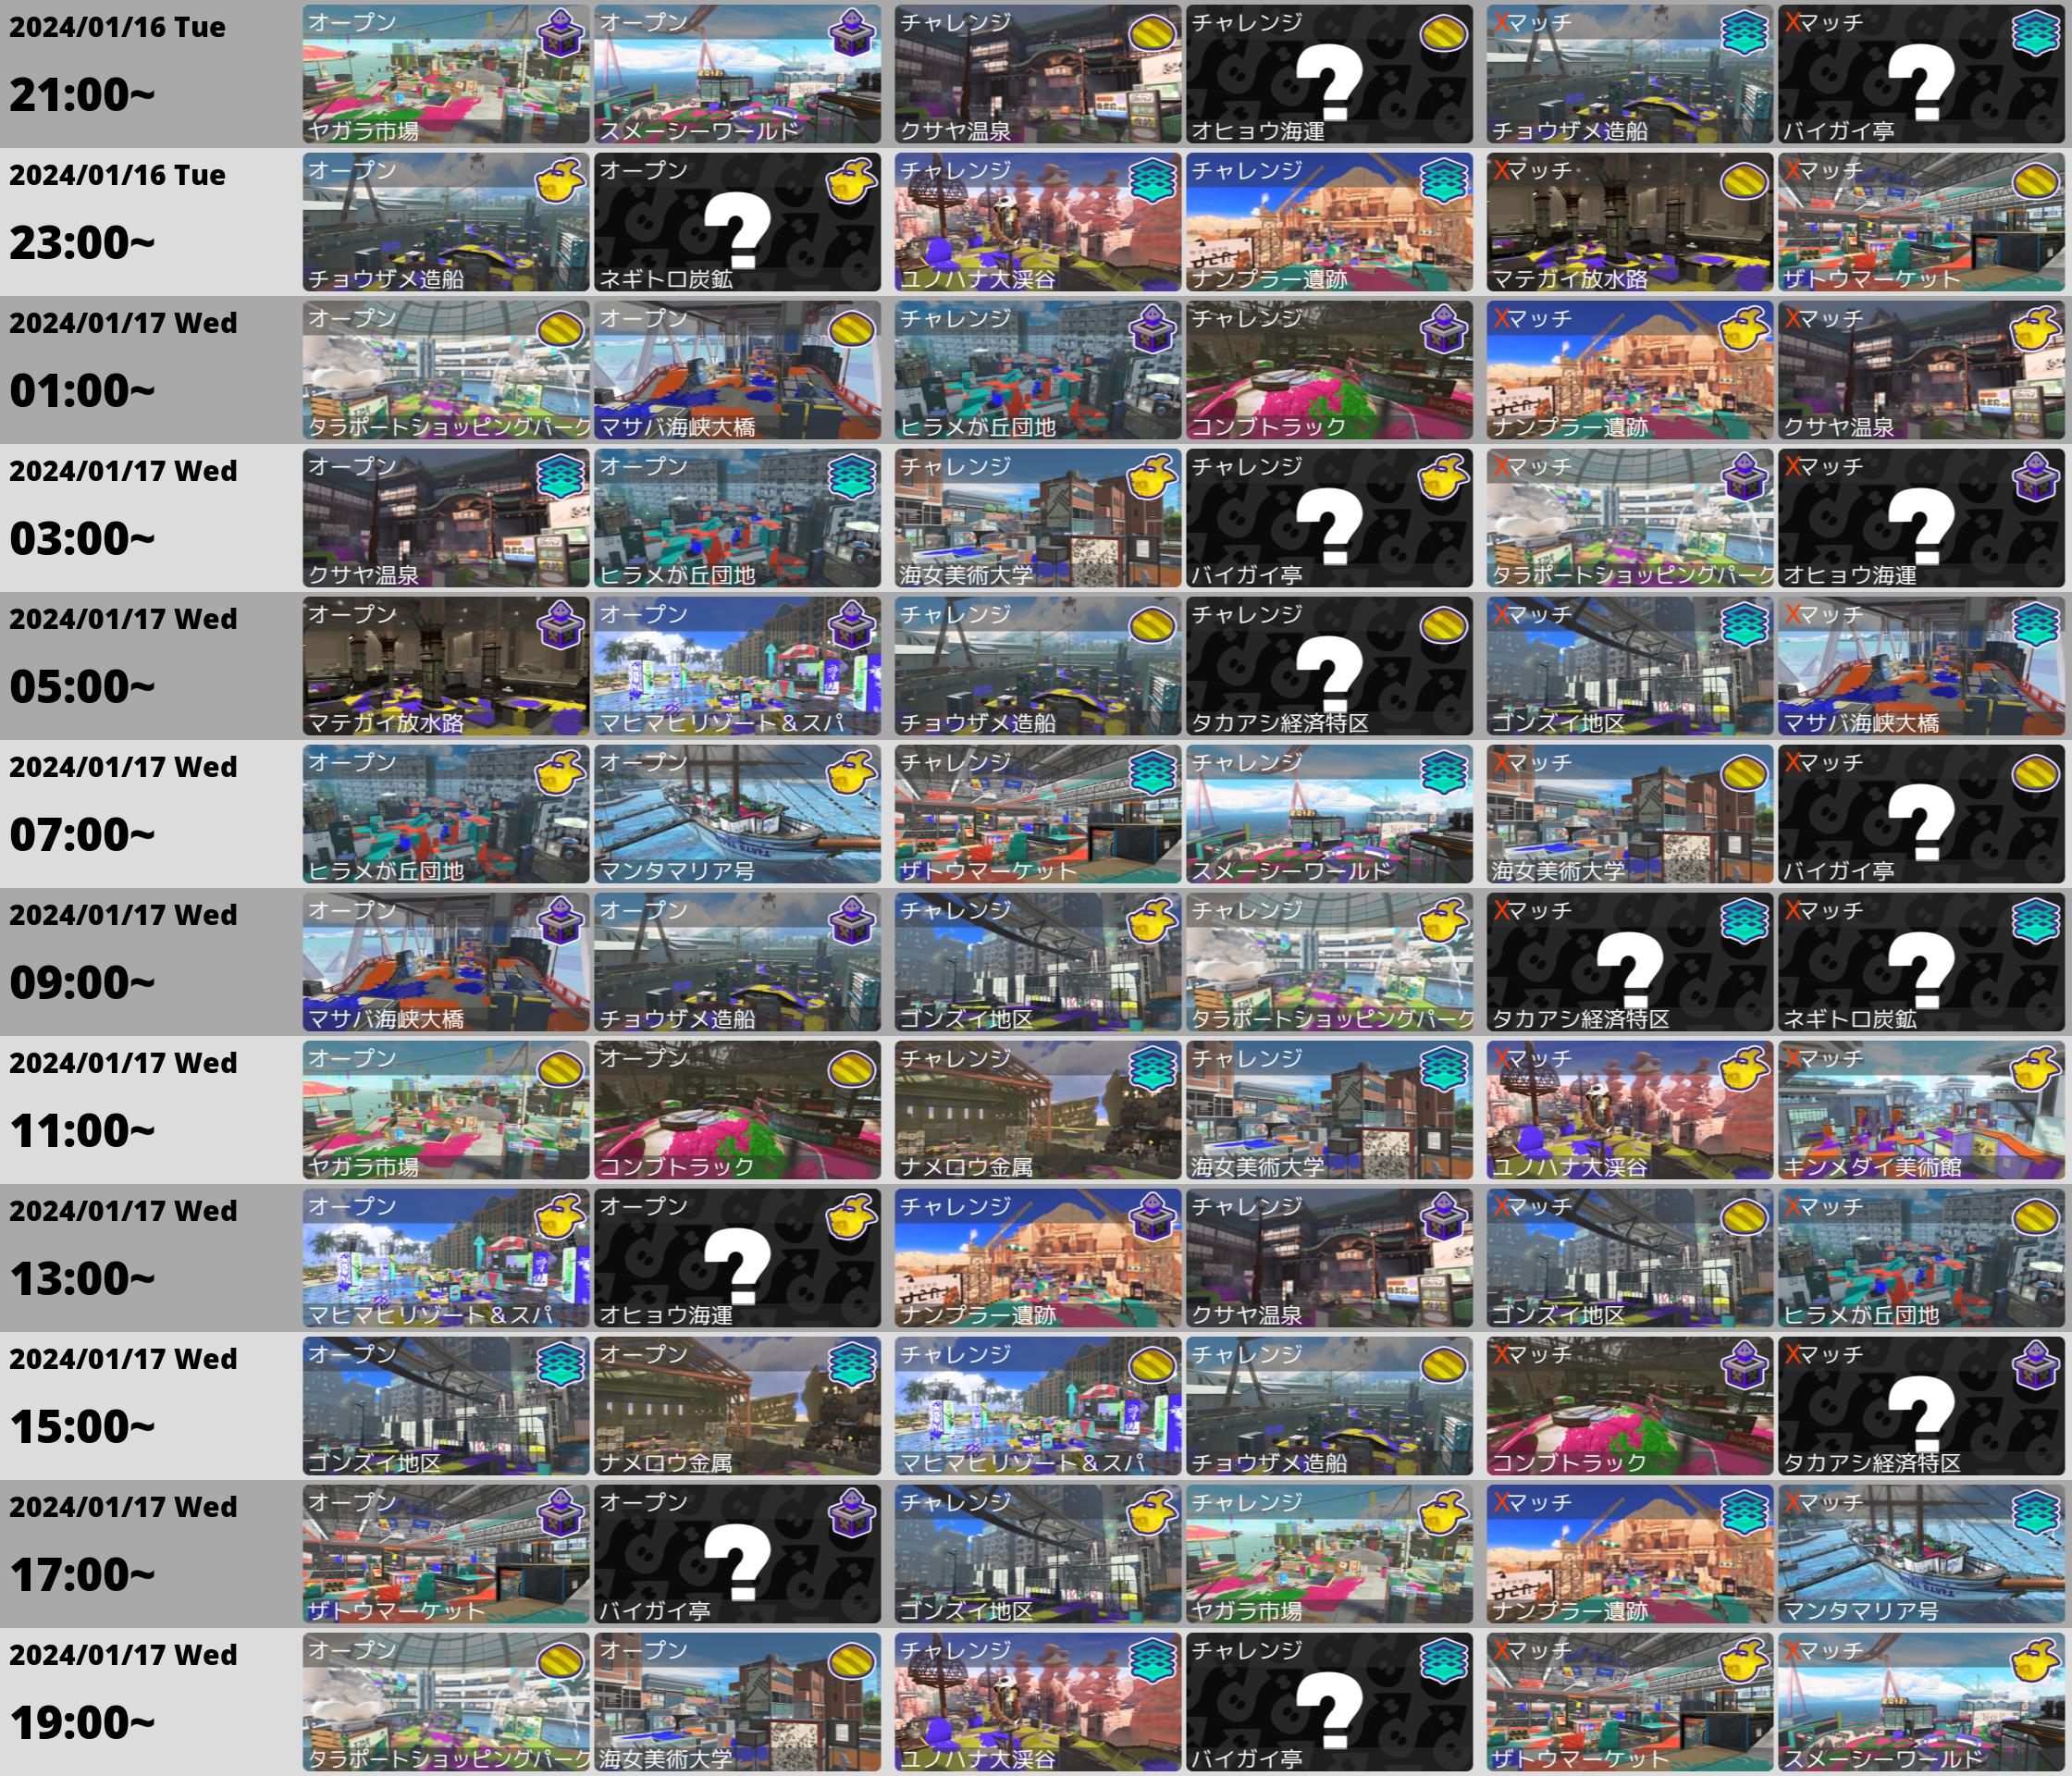 2024/01/16 Tue
21:00~
オープン オープン チャレンジ チャレンジ Xマッチ Xマッチ
ヤガラ市場 スメーシーワールド クサヤ温泉 オヒョウ海運 チョウザメ造船 バイガイ亭
2024/01/16 Tue
23:00~
オープン オープン チャレンジ チャレンジ Xマッチ Xマッチ
チョウザメ造船 ネギトロ炭鉱 ユノハナ大渓谷 ナンプラー遺跡 マテガイ放水路 ザトウマーケット
2024/01/17 Wed
01:00~
オープン オープン チャレンジ チャレンジ Xマッチ Xマッチ
タラポートショッピングパーク マサバ海峡大橋 ヒラメが丘団地 コンブトラック ナンプラー遺跡 クサヤ温泉
2024/01/17 Wed
03:00~
オープン オープン チャレンジ チャレンジ Xマッチ Xマッチ
クサヤ温泉 ヒラメが丘団地 海女美術大学 バイガイ亭 タラポートショッピングパーク オヒョウ海運
2024/01/17 Wed
05:00~
オープン オープン チャレンジ チャレンジ Xマッチ Xマッチ
マテガイ放水路 マヒマヒリゾート＆スパ チョウザメ造船 タカアシ経済特区 ゴンズイ地区 マサバ海峡大橋
2024/01/17 Wed
07:00~
オープン オープン チャレンジ チャレンジ Xマッチ Xマッチ
ヒラメが丘団地 マンタマリア号 ザトウマーケット スメーシーワールド 海女美術大学 バイガイ亭
2024/01/17 Wed
09:00~
オープン オープン チャレンジ チャレンジ Xマッチ Xマッチ
マサバ海峡大橋 チョウザメ造船 ゴンズイ地区 タラポートショッピングパーク タカアシ経済特区 ネギトロ炭鉱
2024/01/17 Wed
11:00~
オープン オープン チャレンジ チャレンジ Xマッチ Xマッチ
ヤガラ市場 コンブトラック ナメロウ金属 海女美術大学 ユノハナ大渓谷 キンメダイ美術館
2024/01/17 Wed
13:00~
オープン オープン チャレンジ チャレンジ Xマッチ Xマッチ
マヒマヒリゾート＆スパ オヒョウ海運 ナンプラー遺跡 クサヤ温泉 ゴンズイ地区 ヒラメが丘団地
2024/01/17 Wed
15:00~
オープン オープン チャレンジ チャレンジ Xマッチ Xマッチ
ゴンズイ地区 ナメロウ金属 マヒマヒリゾート＆スパ チョウザメ造船 コンブトラック タカアシ経済特区
2024/01/17 Wed
17:00~
オープン オープン チャレンジ チャレンジ Xマッチ Xマッチ
ザトウマーケット バイガイ亭 ゴンズイ地区 ヤガラ市場 ナンプラー遺跡 マンタマリア号
2024/01/17 Wed
19:00~
オープン オープン チャレンジ チャレンジ Xマッチ Xマッチ
タラポートショッピングパーク 海女美術大学 ユノハナ大渓谷 バイガイ亭 ザトウマーケット スメーシーワールド